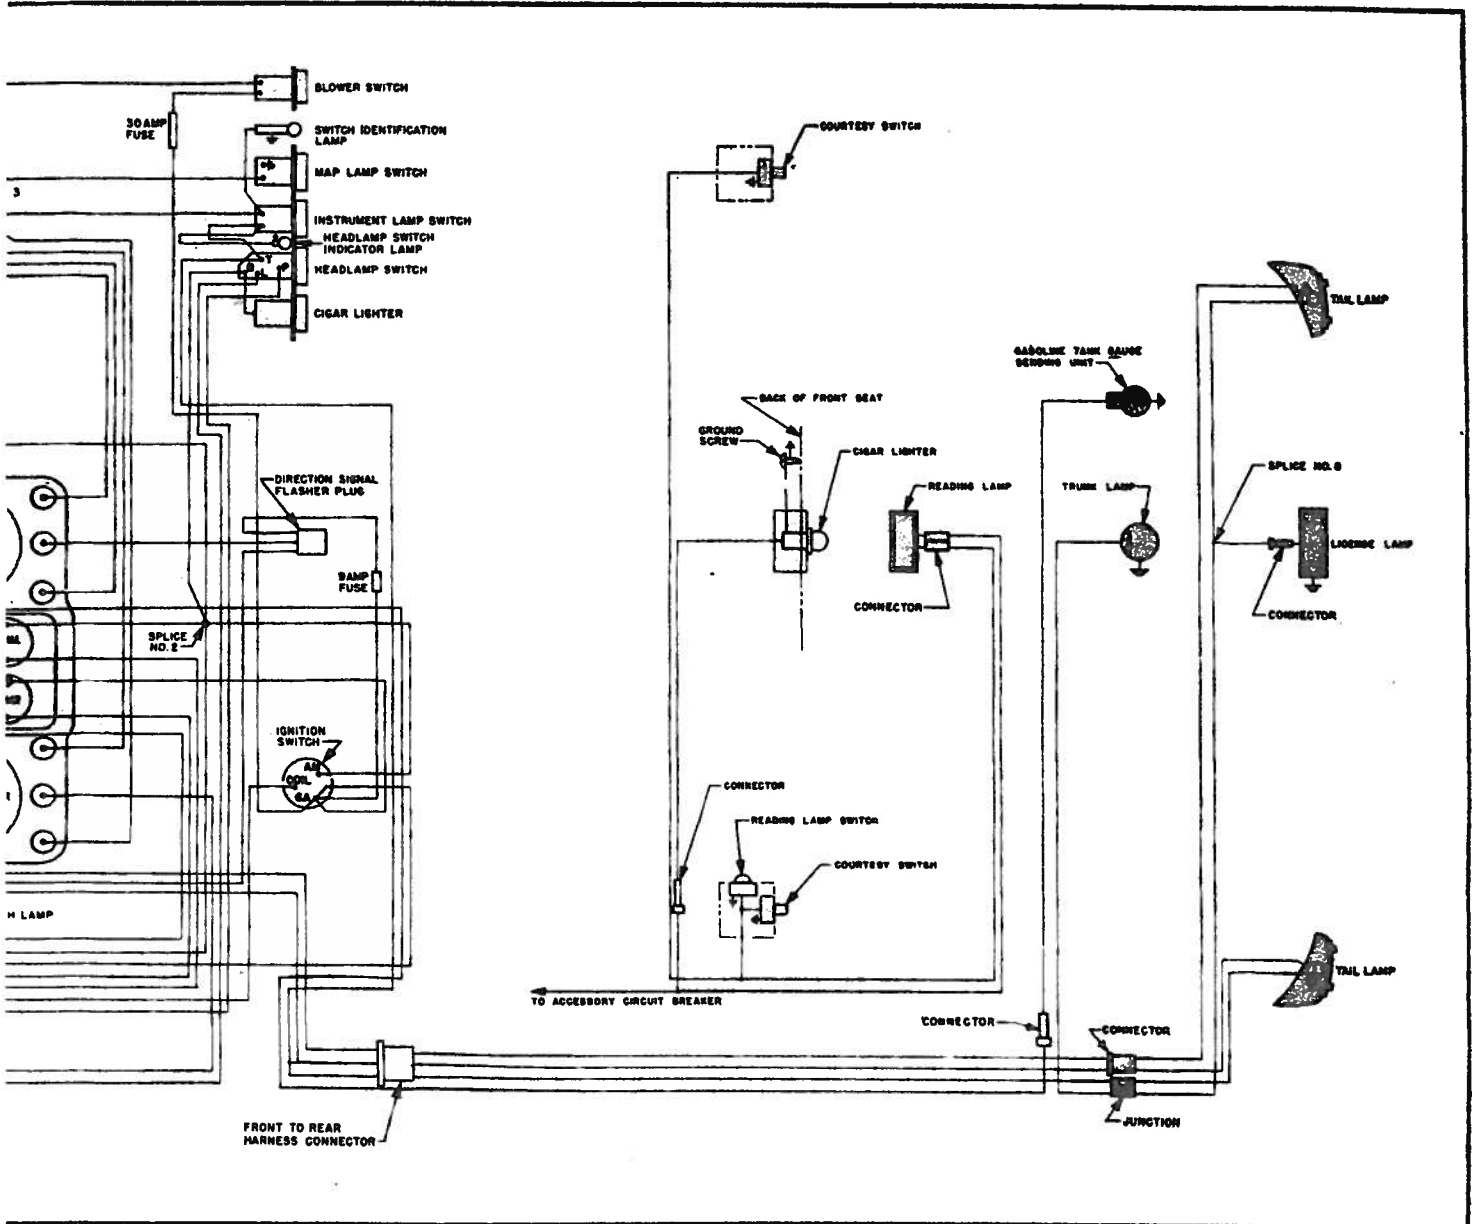 BLOWER SWITCH
30 AMP
FUSE
SWITCH IDENTIFICATION
LAMP
MAP LAMP SWITCH
3
INSTRUMENT LAMP SWITCH
HEADLAMP SWITCH
INDICATOR LAMP
HEADLAMP SWITCH
CIGAR LIGHTER
COURTESY SWITCH
TAIL LAMP
GASOLINE TANK GAUGE
SENDING UNIT
BACK OF FRONT SEAT
GROUND
SCREW
CIGAR LIGHTER
READING LAMP
TRUNK LAMP
SPLICE NO. 8
DIRECTION SIGNAL
FLASHER PLUG
LICENSE LAMP
9 AMP
FUSE
CONNECTOR
CONNECTOR
SPLICE
NO. 2
IGNITION
SWITCH
AM
COIL
GA
CONNECTOR
READING LAMP SWITCH
COURTESY SWITCH
H LAMP
TAIL LAMP
TO ACCESSORY CIRCUIT BREAKER
CONNECTOR
CONNECTOR
JUNCTION
FRONT TO REAR
HARNESS CONNECTOR